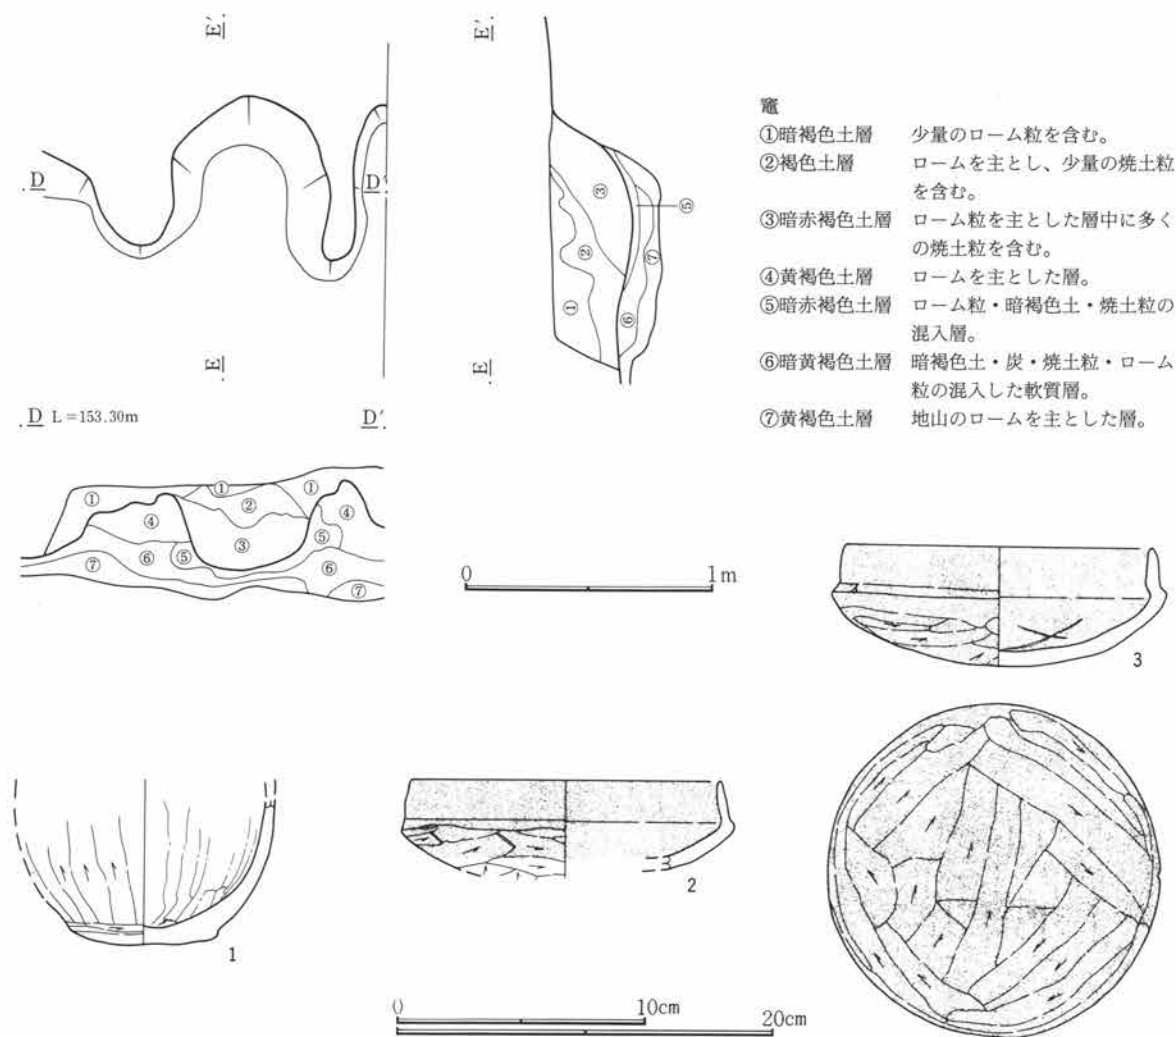 E′ E′
竈
①暗褐色土層 少量のローム粒を含む。
②褐色土層 ロームを主とし、少量の焼土粒
を含む。
③暗赤褐色土層 ローム粒を主とした層中に多く
の焼土粒を含む。
④黄褐色土層 ロームを主とした層。
⑤暗赤褐色土層 ローム粒・暗褐色土・焼土粒の
混入層。
⑥暗黄褐色土層 暗褐色土・炭・焼土粒・ローム
粒の混入した軟質層。
⑦黄褐色土層 地山のロームを主とした層。
D D′
③ ⑤
② ⑦
① ⑥
E E
D L=153.30m D′
① ① ② ①
④ ③ ④
⑦ ⑥ ⑤ ⑤ ⑥ ⑦
0 1m
3
1
2
0 10cm
20cm